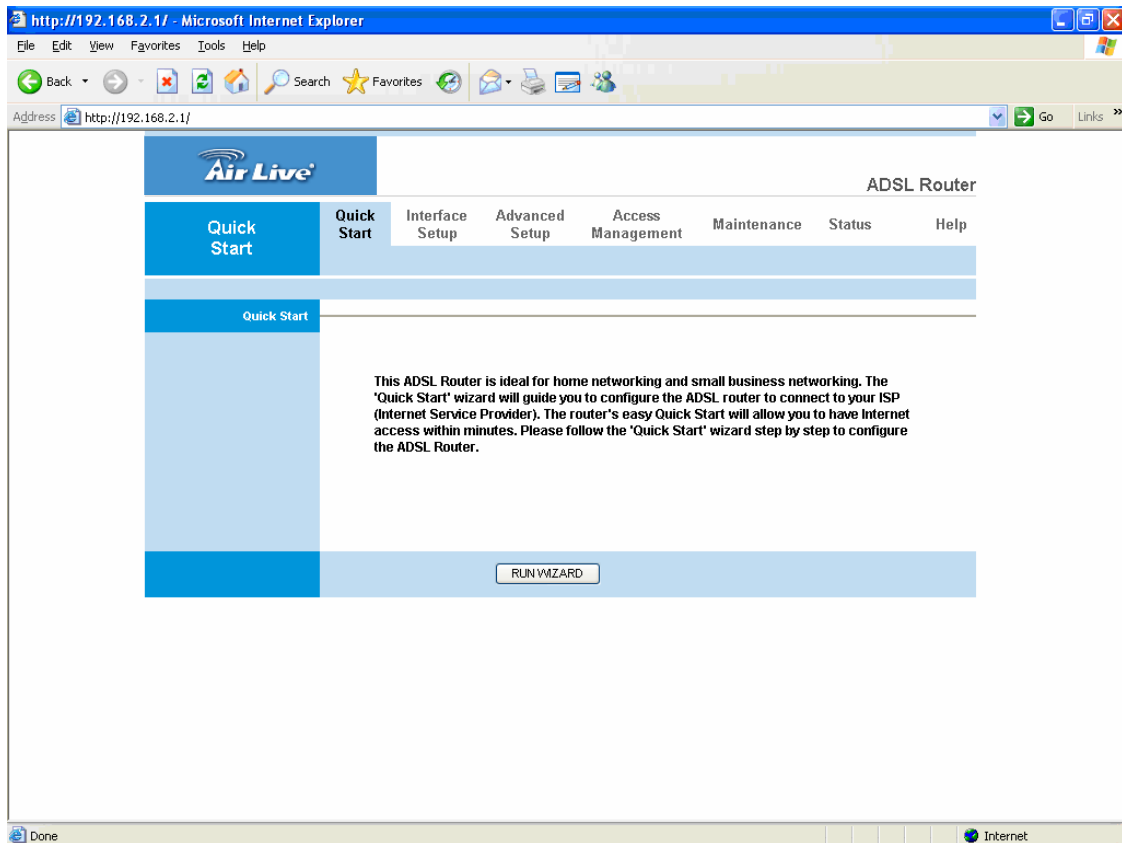 http://192.168.2.1/ - Microsoft Internet Explorer
File Edit View Favorites Tools Help
Back Search Favorites
Address http://192.168.2.1/ Go Links »
Air Live
ADSL Router
Quick Start
Quick Start Interface Setup Advanced Setup Access Management Maintenance Status Help
Quick Start
This ADSL Router is ideal for home networking and small business networking. The
'Quick Start' wizard will guide you to configure the ADSL router to connect to your ISP
(Internet Service Provider). The router's easy Quick Start will allow you to have Internet
access within minutes. Please follow the 'Quick Start' wizard step by step to configure
the ADSL Router.
RUN WIZARD
Done Internet